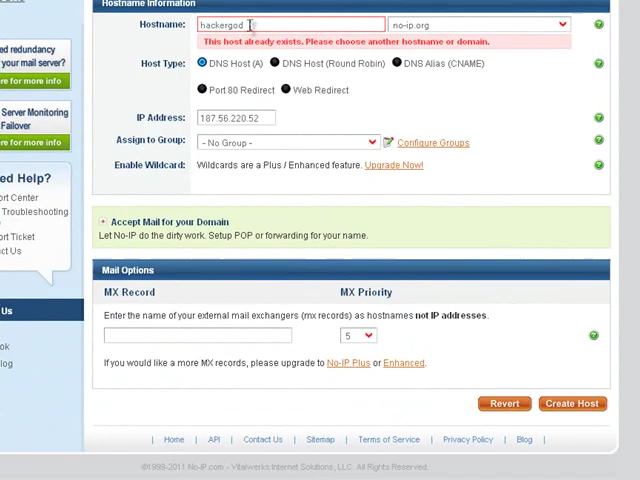 Hostname Information
Hostname: hackergod no-ip.org
This host already exists. Please choose another hostname or domain.
Host Type: DNS Host (A) DNS Host (Round Robin) DNS Alias (CNAME)
Port 80 Redirect Web Redirect
IP Address: 187.56.220.52
Assign to Group: - No Group - Configure Groups
Enable Wildcard: Wildcards are a Plus / Enhanced feature. Upgrade Now!
Accept Mail for your Domain
Let No-IP do the dirty work. Setup POP or forwarding for your name.
Mail Options
MX Record MX Priority
Enter the name of your external mail exchangers (mx records) as hostnames not IP addresses.
5
If you would like a more MX records, please upgrade to No-IP Plus or Enhanced.
Revert Create Host
Home | API | Contact Us | Sitemap | Terms of Service | Privacy Policy | Blog
©1999-2011 No-IP.com - Vitalwerks Internet Solutions, LLC. All Rights Reserved.
ed redundancy
your mail server?
re for more info
Server Monitoring
Failover
re for more info
ed Help?
ort Center
Troubleshooting
ort Ticket
ct Us
Us
ok
log